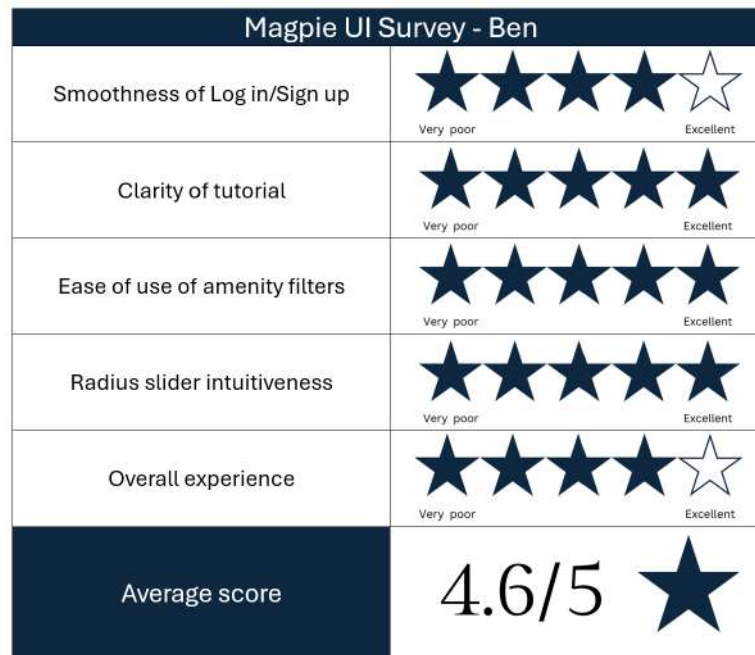 Magpie UI Survey - Ben
Smoothness of Log in/Sign up
Very poor Excellent
Clarity of tutorial
Very poor Excellent
Ease of use of amenity filters
Very poor Excellent
Radius slider intuitiveness
Very poor Excellent
Overall experience
Very poor Excellent
Average score
4.6/5